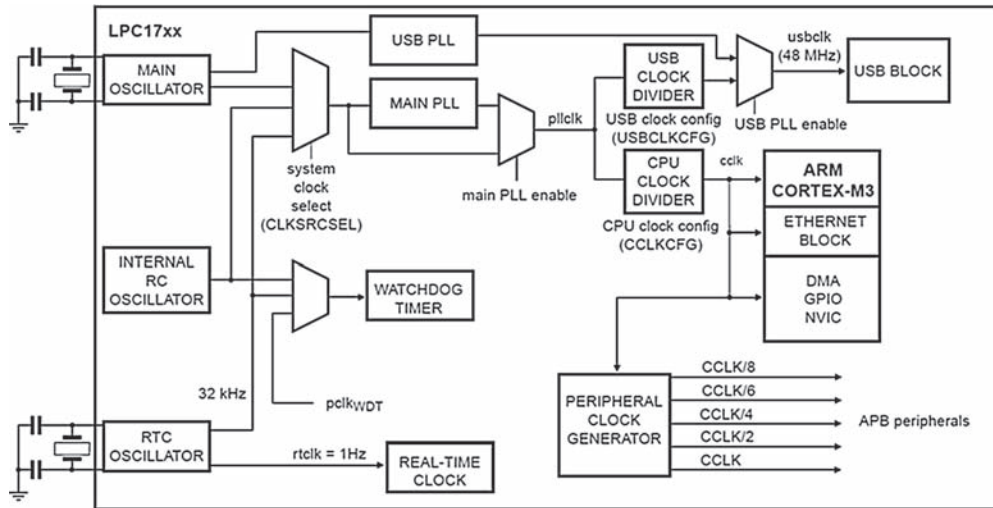 LPC17xx
MAIN
OSCILLATOR
USB PLL
MAIN PLL
system
clock
select
(CLKSRCSEL)
main PLL enable
pllclk
USB
CLOCK
DIVIDER
USB clock config
(USBCLKCFG)
usbclk
(48 MHz)
USB PLL enable
USB BLOCK
CPU
CLOCK
DIVIDER
CPU clock config
(CCLKCFG)
cclk
ARM
CORTEX-M3
ETHERNET
BLOCK
DMA
GPIO
NVIC
INTERNAL
RC
OSCILLATOR
WATCHDOG
TIMER
pclkWDT
32 kHz
RTC
OSCILLATOR
rtclk = 1Hz
REAL-TIME
CLOCK
PERIPHERAL
CLOCK
GENERATOR
CCLK/8
CCLK/6
CCLK/4
CCLK/2
CCLK
APB peripherals